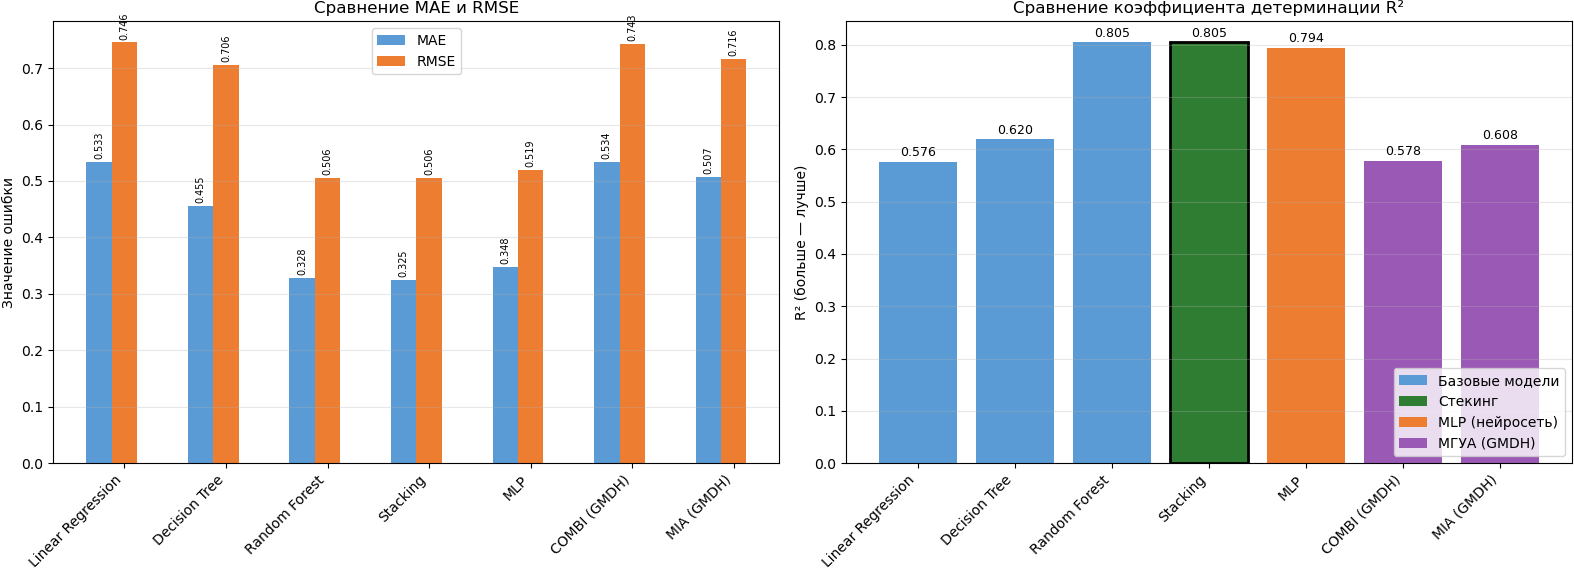 Сравнение MAE и RMSE
MAE
RMSE
Значение ошибки
0.7
0.6
0.5
0.4
0.3
0.2
0.1
0.0
0.533
0.746
0.455
0.706
0.328
0.506
0.325
0.506
0.348
0.519
0.534
0.743
0.507
0.716
Linear Regression
Decision Tree
Random Forest
Stacking
MLP
COMBI (GMDH)
MIA (GMDH)
Сравнение коэффициента детерминации R²
R² (больше — лучше)
0.8
0.7
0.6
0.5
0.4
0.3
0.2
0.1
0.0
0.576
0.620
0.805
0.805
0.794
0.578
0.608
Базовые модели
Стекинг
MLP (нейросеть)
МГУА (GMDH)
Linear Regression
Decision Tree
Random Forest
Stacking
MLP
COMBI (GMDH)
MIA (GMDH)